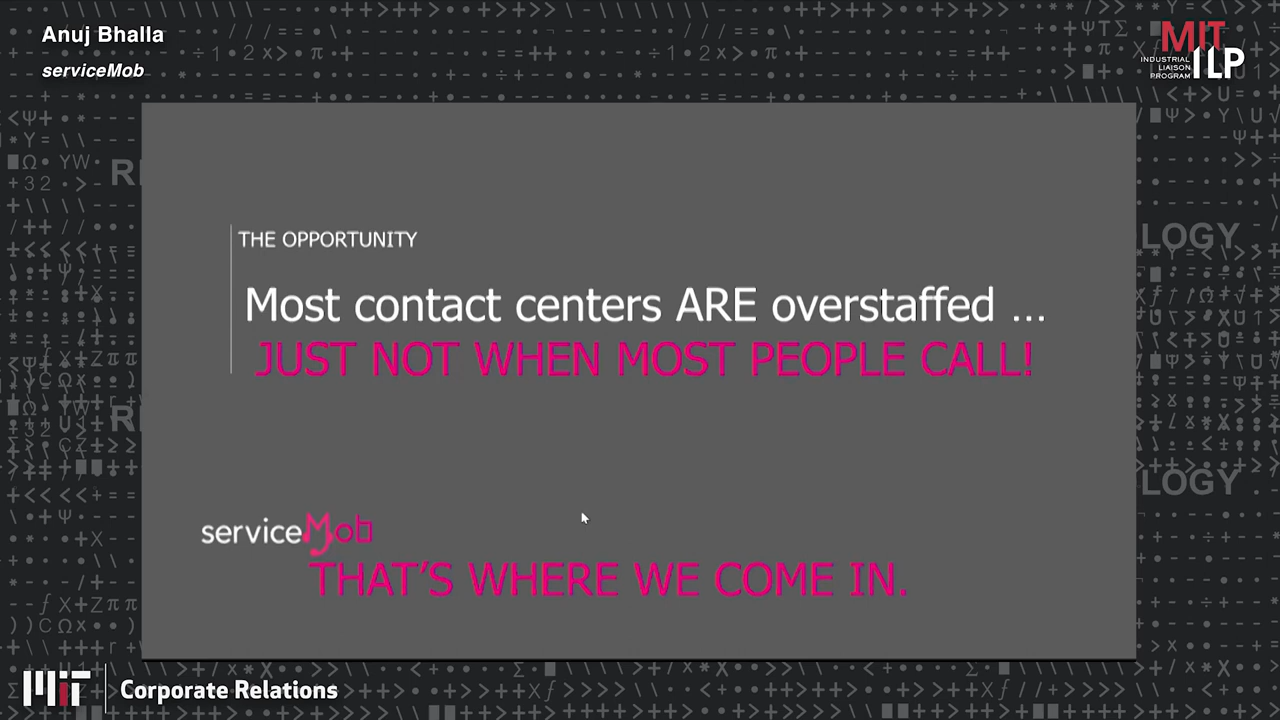 Anuj Bhalla
serviceMob
MIT
INDUSTRIAL
LIAISON
PROGRAM
ILP
THE OPPORTUNITY
Most contact centers ARE overstaffed ...
JUST NOT WHEN MOST PEOPLE CALL!
serviceMob
THAT'S WHERE WE COME IN.
MIT
Corporate Relations